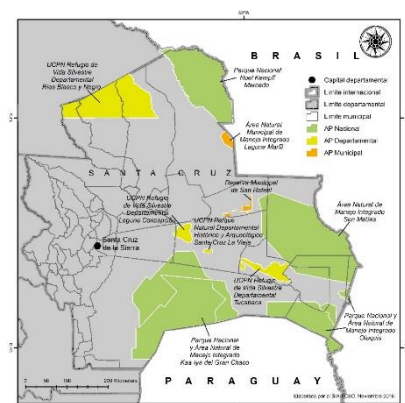 BRASIL
UCPN Refugio de
Vida Silvestre
Departamental
Ríos Blanco y Negro
Parque Nacional
Noel Kempff
Mercado
Capital departamental
Límite internacional
Límite departamental
Límite municipal
AP Nacional
AP Departamental
AP Municipal
Área Natural
Municipal de
Manejo Integrado
Laguna Marfil
SANTA CRUZ
Reserva Municipal
de San Rafael
UCPN Refugio
de Vida Silvestre
Departamental
Laguna Concepción
Área Natural de
Manejo Integrado
San Matías
UCPN Parque
Natural Departamental
Histórico y Arqueológico
Santa Cruz La Vieja
Santa Cruz
de la Sierra
UCPN Refugio
de Vida Silvestre
Departamental
Tucabaca
Parque Nacional y
Área Natural de
Manejo Integrado
Otuquis
Parque Nacional
y Área Natural de
Manejo Integrado
Kaa Iya del Gran Chaco
PARAGUAY